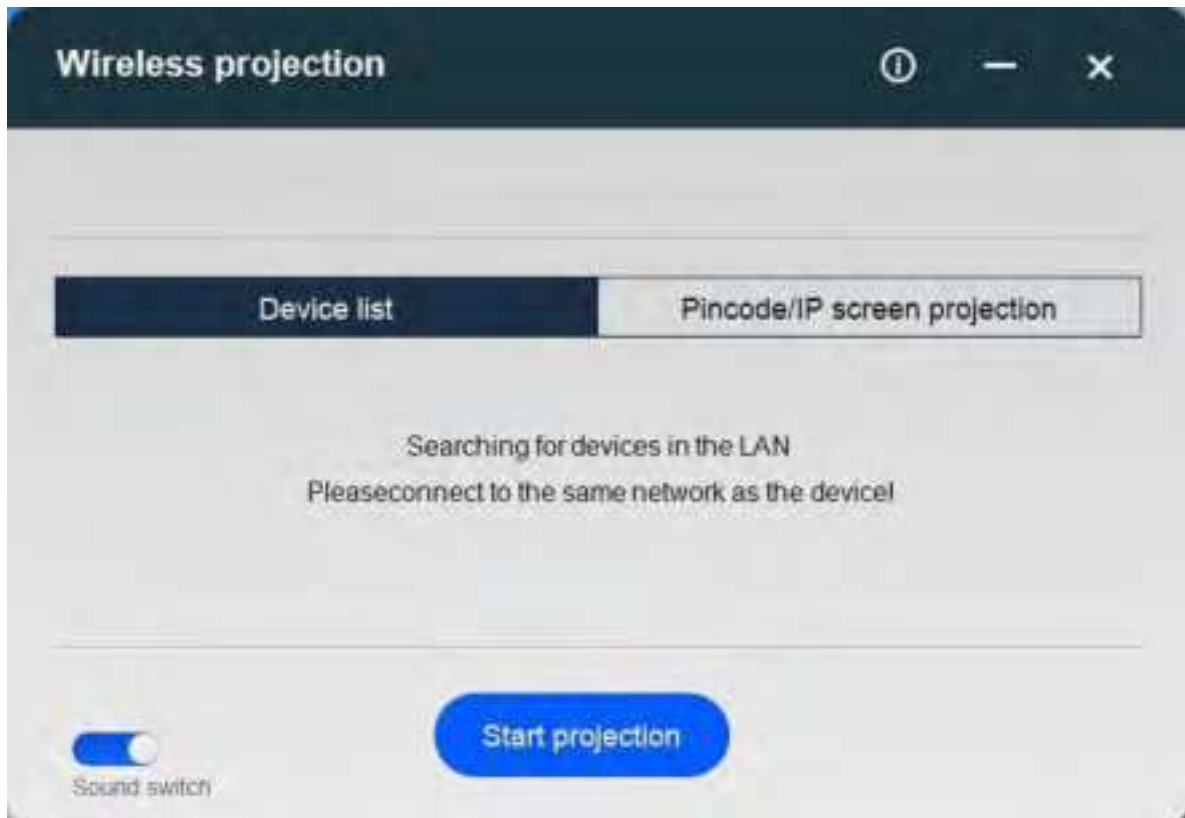 Wireless projection
Device list
Pincode/IP screen projection
Searching for devices in the LAN
Pleaseconnect to the same network as the device!
Start projection
Sound switch